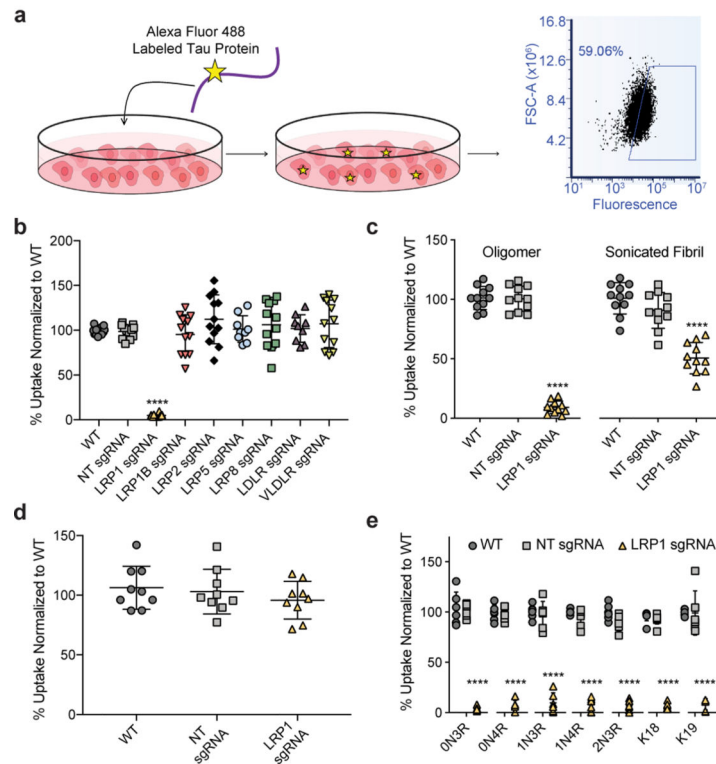 a
Alexa Fluor 488
Labeled Tau Protein
59.06%
FSC-A (x10⁶)
16.8
12.6
8.4
4.2
10¹ 10³ 10⁵ 10⁷
Fluorescence
b
% Uptake Normalized to WT
200
150
100
50
0
****
WT
NT sgRNA
LRP1 sgRNA
LRP1B sgRNA
LRP2 sgRNA
LRP5 sgRNA
LRP8 sgRNA
LDLR sgRNA
VLDLR sgRNA
c
% Uptake Normalized to WT
150
100
50
0
Oligomer
****
WT
NT sgRNA
LRP1 sgRNA
Sonicated Fibril
****
WT
NT sgRNA
LRP1 sgRNA
d
% Uptake Normalized to WT
150
100
50
0
WT
NT
sgRNA
LRP1
sgRNA
e
% Uptake Normalized to WT
150
100
50
0
WT NT sgRNA LRP1 sgRNA
**** **** **** **** **** **** ****
0N3R
0N4R
1N3R
1N4R
2N3R
K18
K19